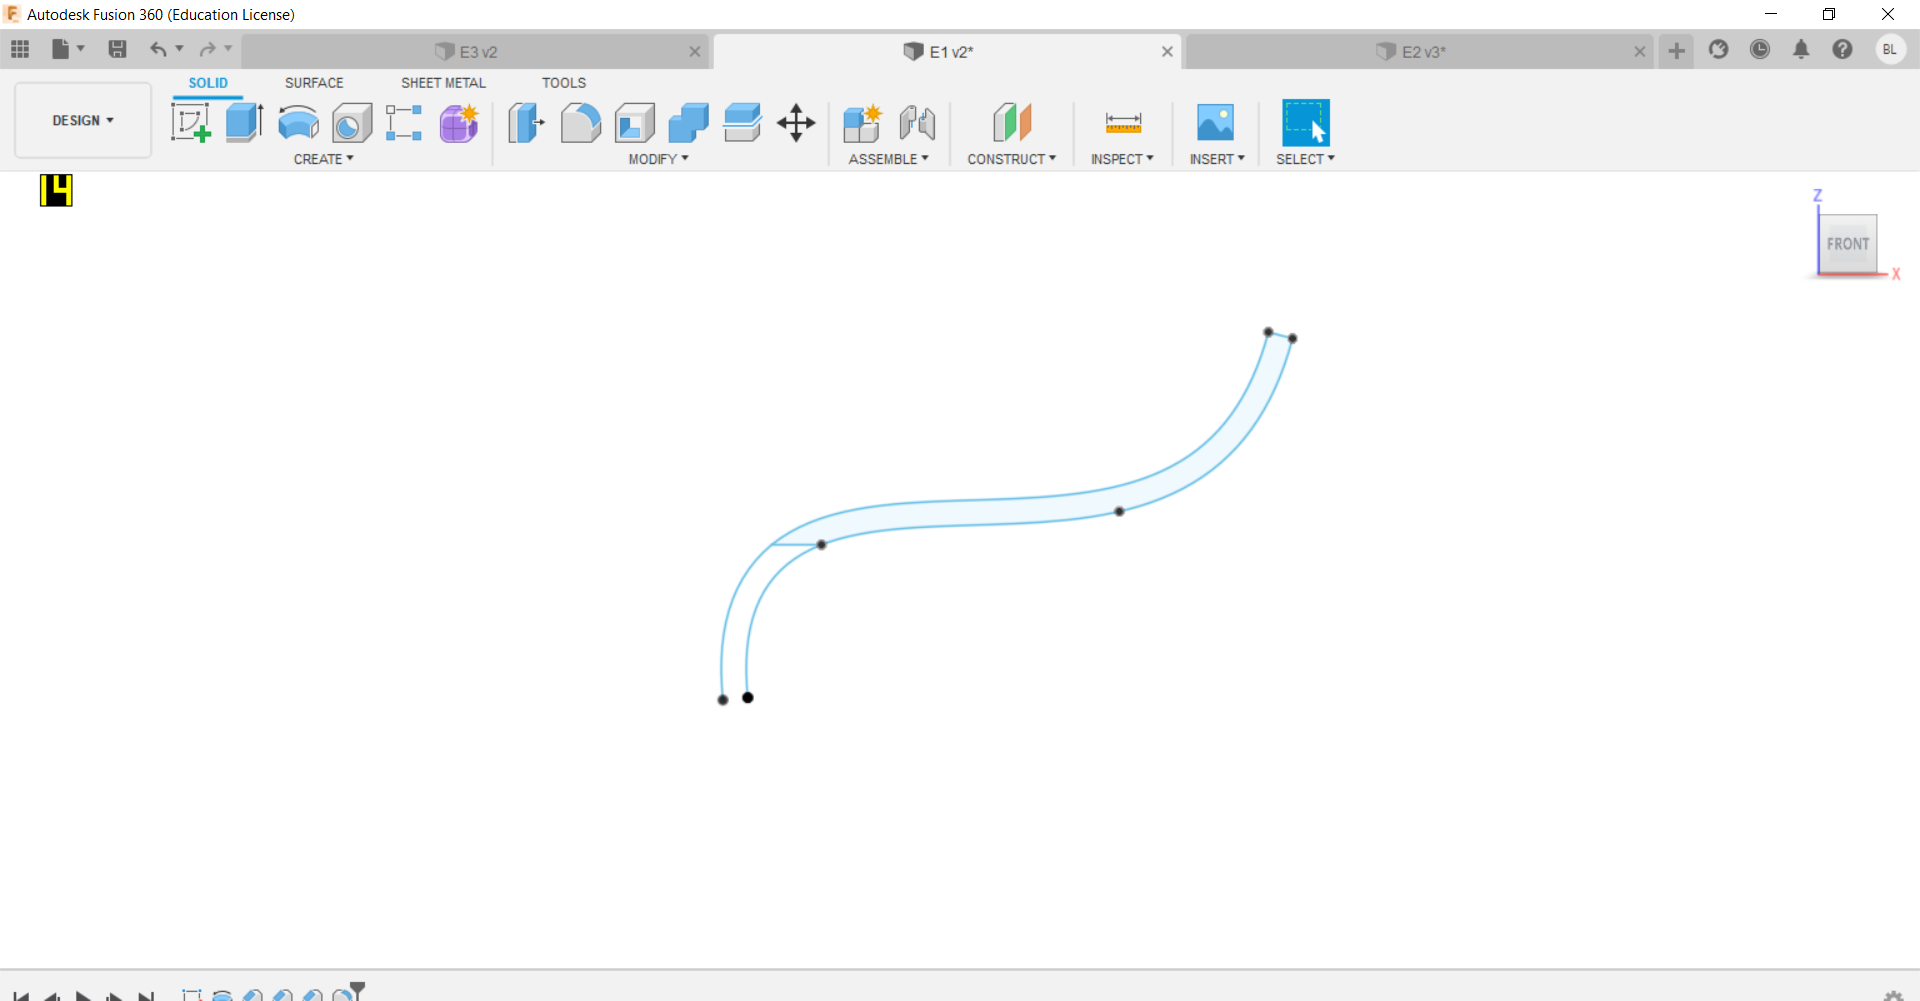 Autodesk Fusion 360 (Education License)
E3 v2
E1 v2*
E2 v3*
BL
SOLID SURFACE SHEET METAL TOOLS
DESIGN
CREATE MODIFY ASSEMBLE CONSTRUCT INSPECT INSERT SELECT
14
Z
FRONT
X